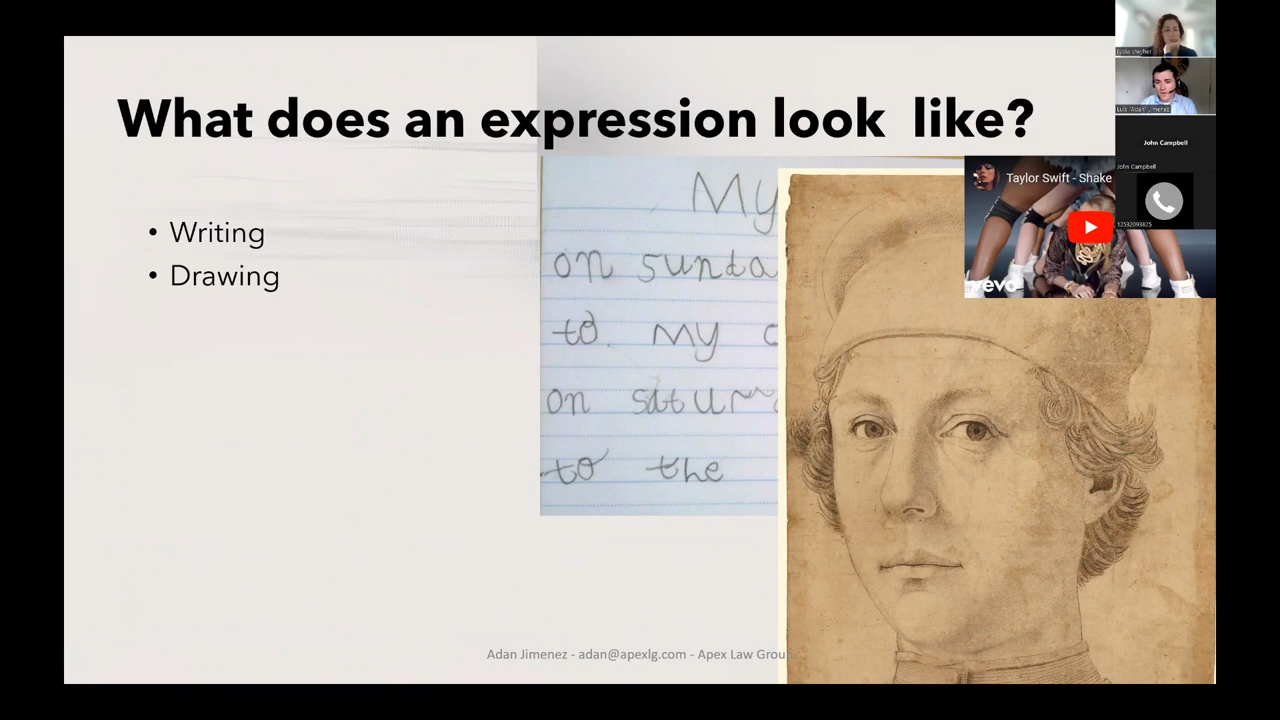 What does an expression look like?
• Writing
• Drawing
My
on sunda
to. My c
on
to the
Taylor Swift - Shake
vevo
Adan Jimenez - adan@apexlg.com - Apex Law Grou
John Campbell
John Campbell
12532093825